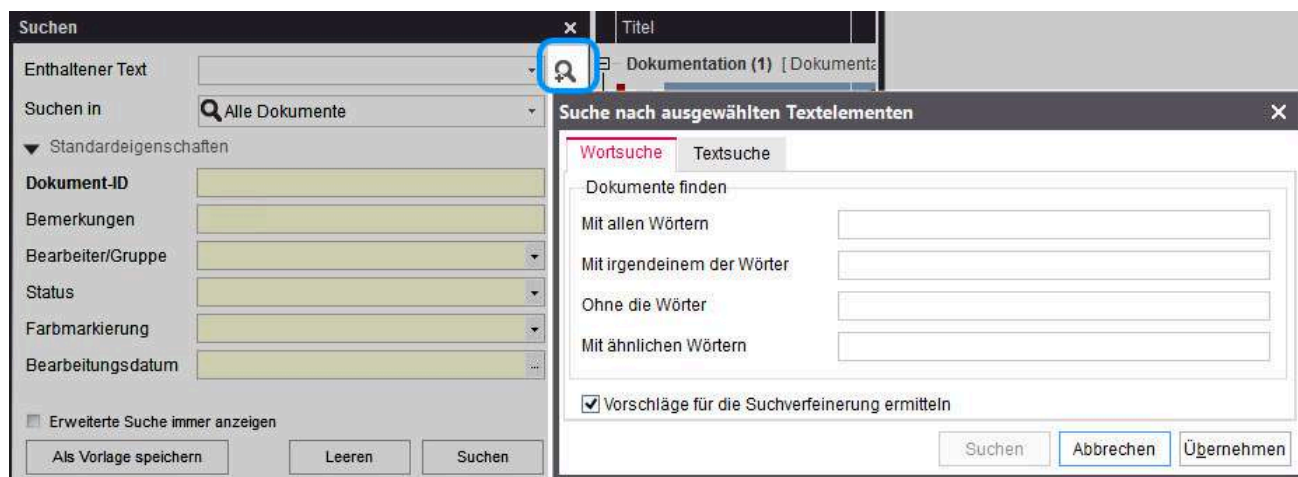 Suchen
Enthaltener Text
Suchen in
Alle Dokumente
Standardeigenschaften
Dokument-ID
Bemerkungen
Bearbeiter/Gruppe
Status
Farbmarkierung
Bearbeitungsdatum
...
Erweiterte Suche immer anzeigen
Als Vorlage speichern
Leeren
Suchen
Titel
Dokumentation (1) [Dokumenta
Suche nach ausgewählten Textelementen
Wortsuche
Textsuche
Dokumente finden
Mit allen Wörtern
Mit irgendeinem der Wörter
Ohne die Wörter
Mit ähnlichen Wörtern
Vorschläge für die Suchverfeinerung ermitteln
Suchen
Abbrechen
Übernehmen